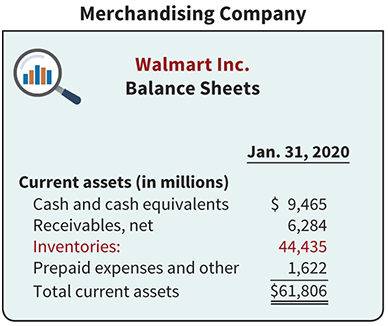 Merchandising Company
Walmart Inc.
Balance Sheets
Jan. 31, 2020
Current assets (in millions)
Cash and cash equivalents $ 9,465
Receivables, net 6,284
Inventories: 44,435
Prepaid expenses and other 1,622
Total current assets $61,806